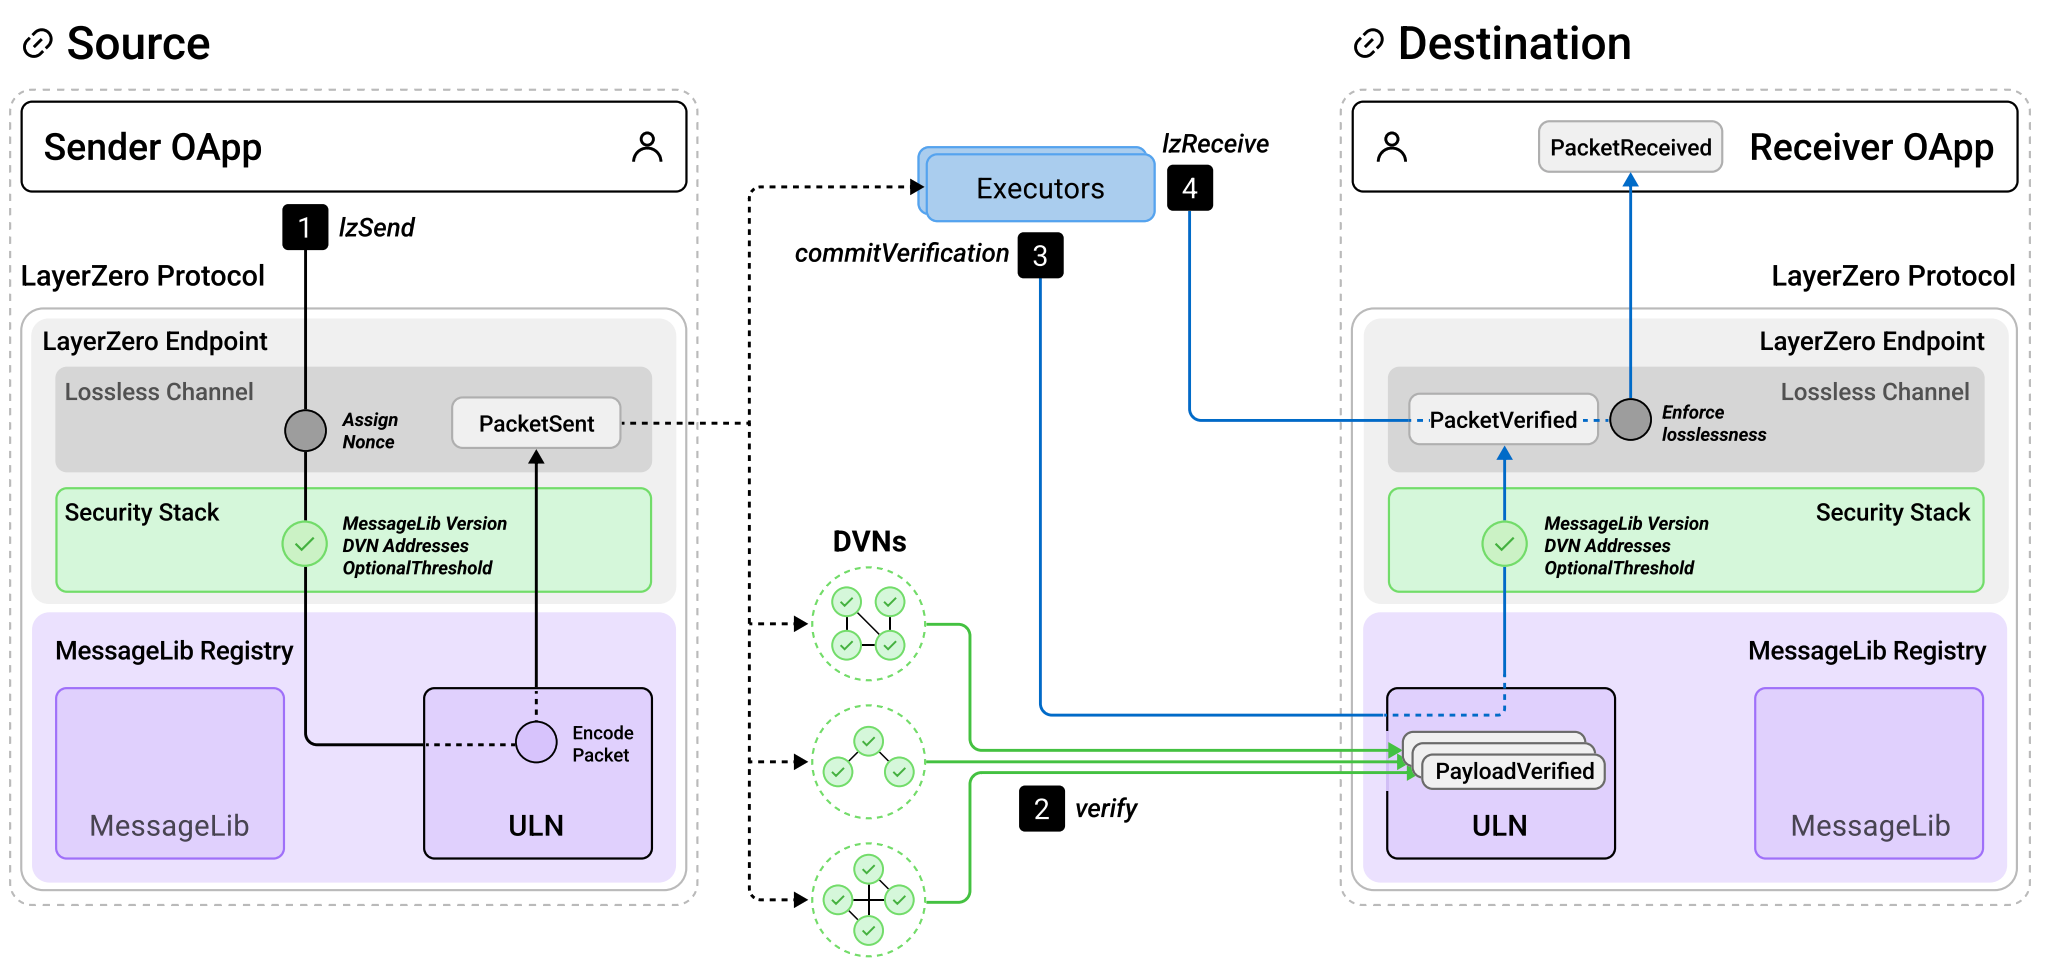 Source
Sender OApp
1 lzSend
LayerZero Protocol
LayerZero Endpoint
Lossless Channel
Assign
Nonce
PacketSent
Security Stack
MessageLib Version
DVN Addresses
OptionalThreshold
MessageLib Registry
MessageLib
Encode
Packet
ULN
Executors
lzReceive
4
commitVerification 3
DVNs
2 verify
Destination
PacketReceived
Receiver OApp
LayerZero Protocol
LayerZero Endpoint
Lossless Channel
PacketVerified
Enforce
losslessness
Security Stack
MessageLib Version
DVN Addresses
OptionalThreshold
MessageLib Registry
PayloadVerified
ULN
MessageLib